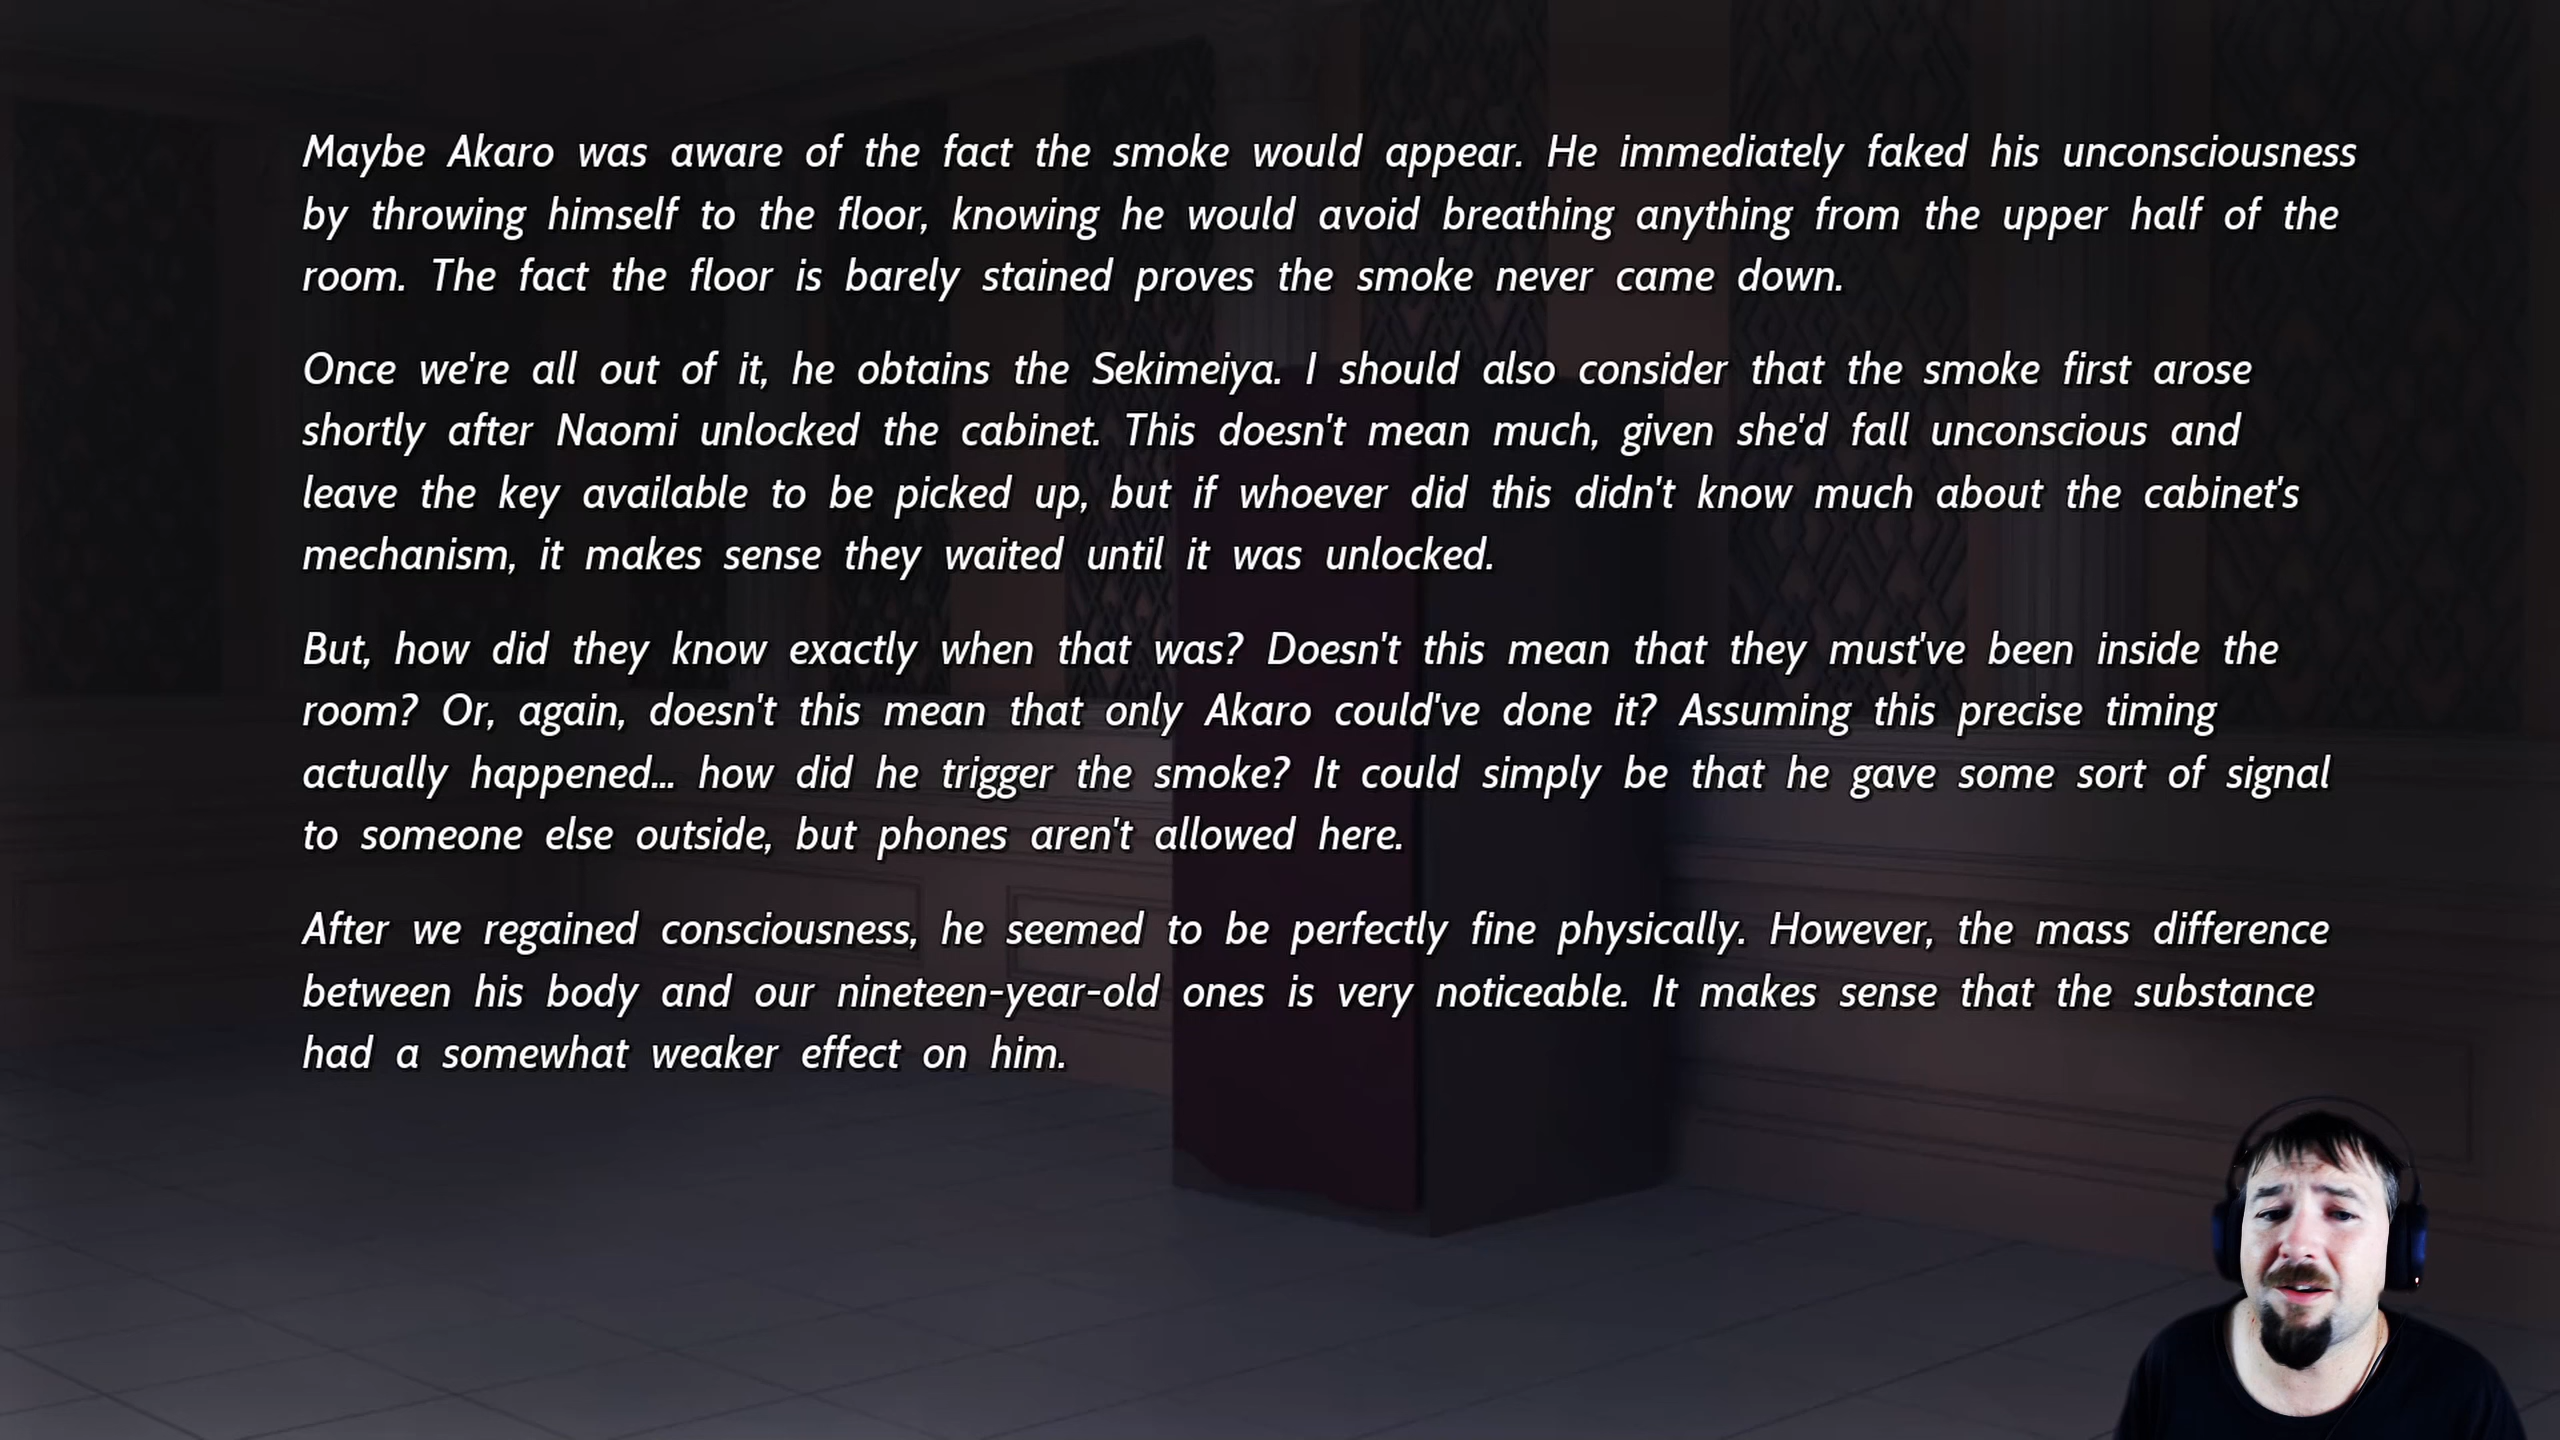 Maybe Akaro was aware of the fact the smoke would appear. He immediately faked his unconsciousness
by throwing himself to the floor, knowing he would avoid breathing anything from the upper half of the
room. The fact the floor is barely stained proves the smoke never came down.
Once we're all out of it, he obtains the Sekimeiya. I should also consider that the smoke first arose
shortly after Naomi unlocked the cabinet. This doesn't mean much, given she'd fall unconscious and
leave the key available to be picked up, but if whoever did this didn't know much about the cabinet's
mechanism, it makes sense they waited until it was unlocked.
But, how did they know exactly when that was? Doesn't this mean that they must've been inside the
room? Or, again, doesn't this mean that only Akaro could've done it? Assuming this precise timing
actually happened... how did he trigger the smoke? It could simply be that he gave some sort of signal
to someone else outside, but phones aren't allowed here.
After we regained consciousness, he seemed to be perfectly fine physically. However, the mass difference
between his body and our nineteen-year-old ones is very noticeable. It makes sense that the substance
had a somewhat weaker effect on him.